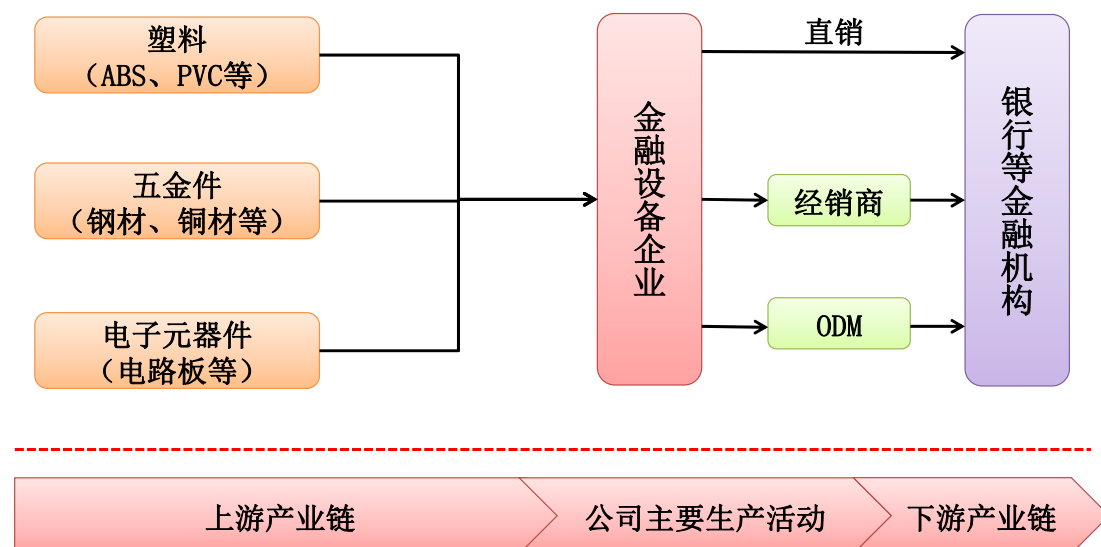 塑料
（ABS、PVC等）
五金件
（钢材、铜材等）
电子元器件
（电路板等）
金融设备企业
直销
经销商
ODM
银行等金融机构
上游产业链
公司主要生产活动
下游产业链